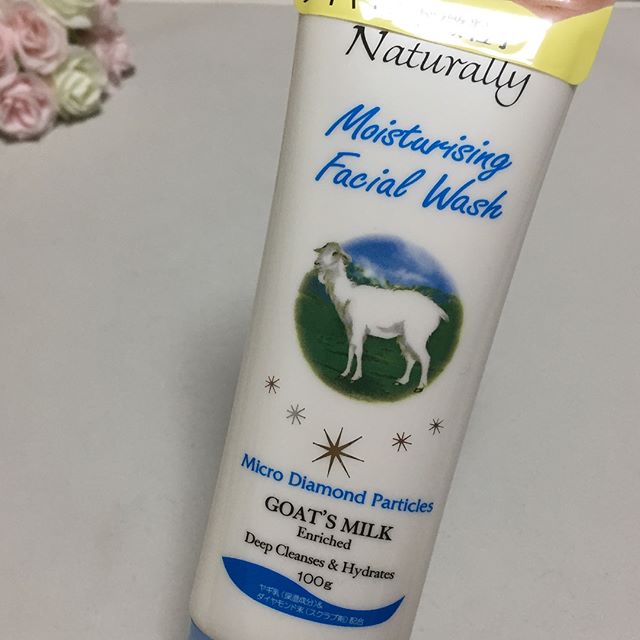 Naturally
Moisturising
Facial Wash
Micro Diamond Particles
GOAT'S MILK
Enriched
Deep Cleanses & Hydrates
100g
ヤギ乳(保湿成分)&
ダイヤモンド末(スクラブ剤)配合